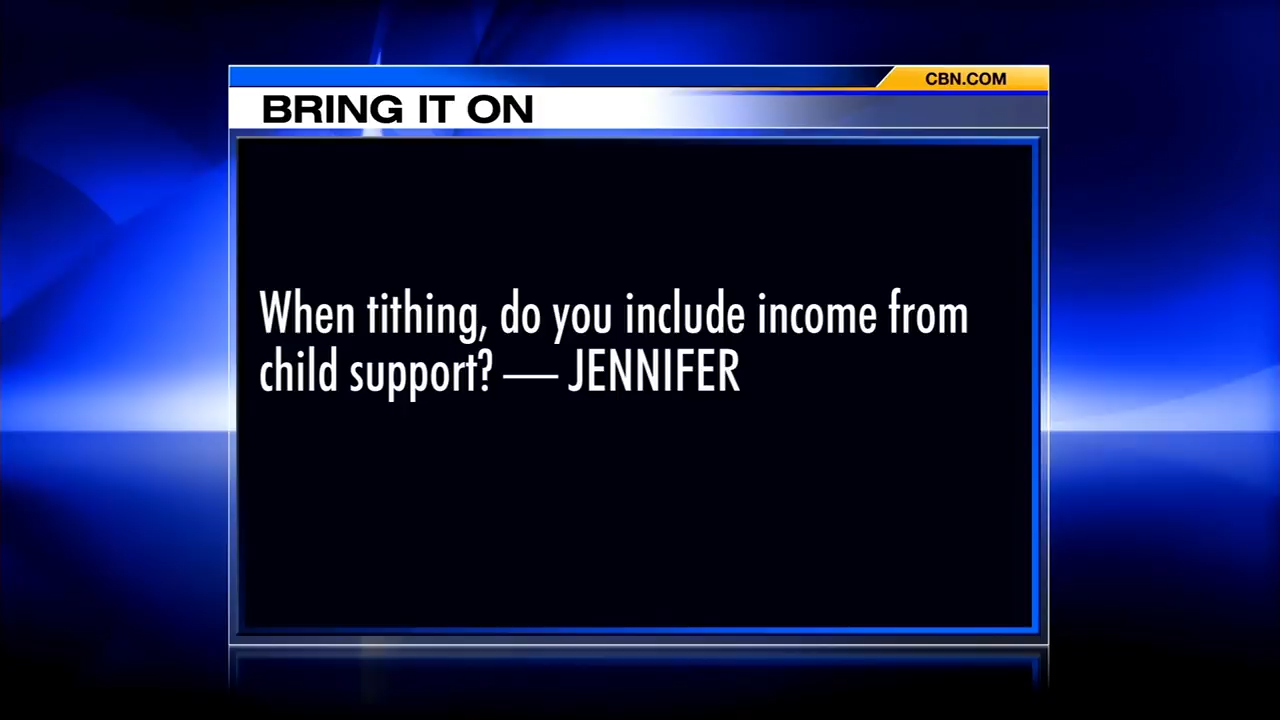 CBN.COM
BRING IT ON
When tithing, do you include income from
child support? — JENNIFER